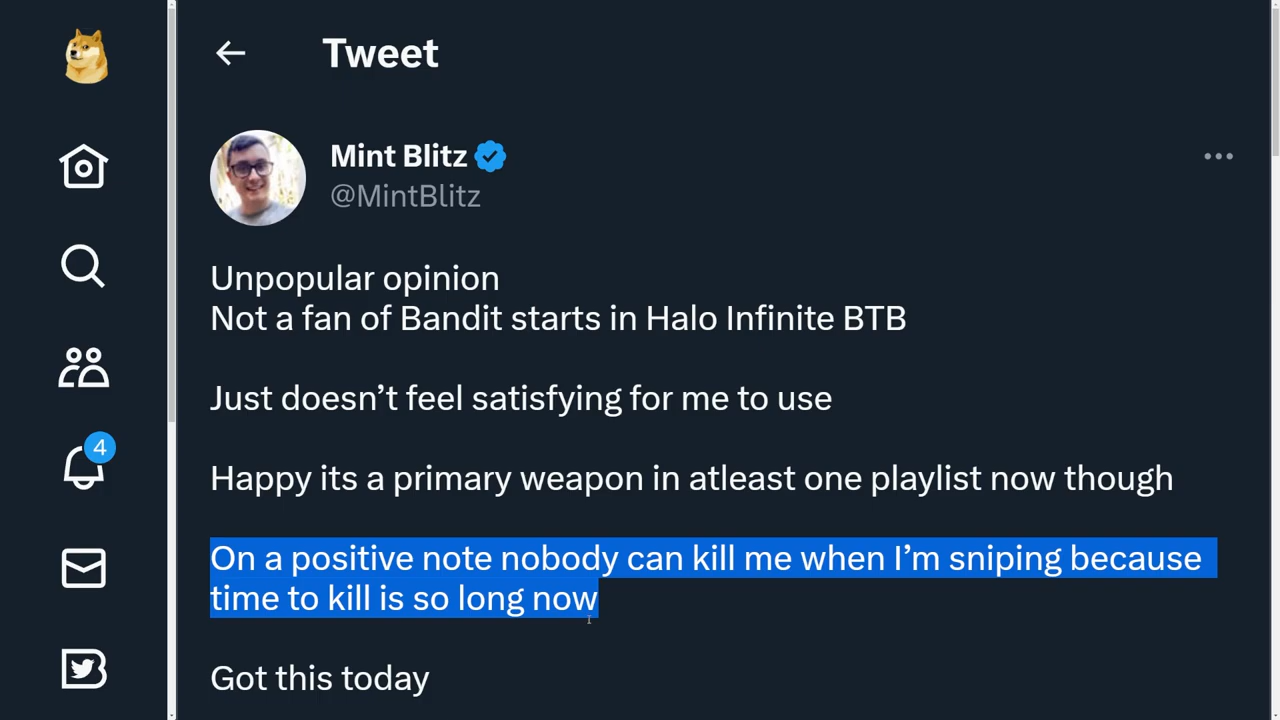 Tweet
Mint Blitz
@MintBlitz
Unpopular opinion
Not a fan of Bandit starts in Halo Infinite BTB
Just doesn’t feel satisfying for me to use
Happy its a primary weapon in atleast one playlist now though
On a positive note nobody can kill me when I’m sniping because
time to kill is so long now
4
Got this today